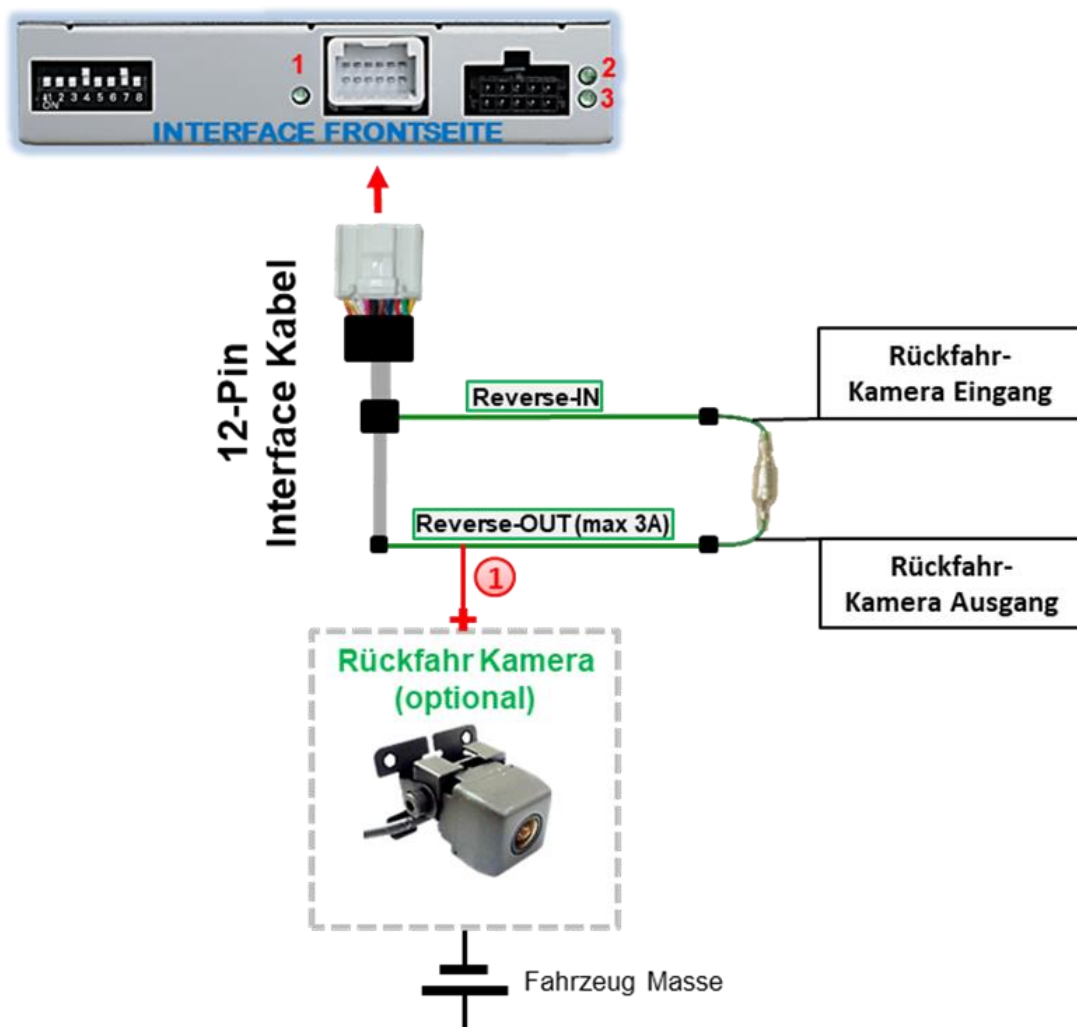 1
2
3
1 2 3 4 5 6 7 8
ON
INTERFACE FRONTSEITE
12-Pin
Interface Kabel
Reverse-IN
Rückfahr-
Kamera Eingang
Reverse-OUT (max 3A)
Rückfahr-
Kamera Ausgang
1
Rückfahr Kamera
(optional)
Fahrzeug Masse